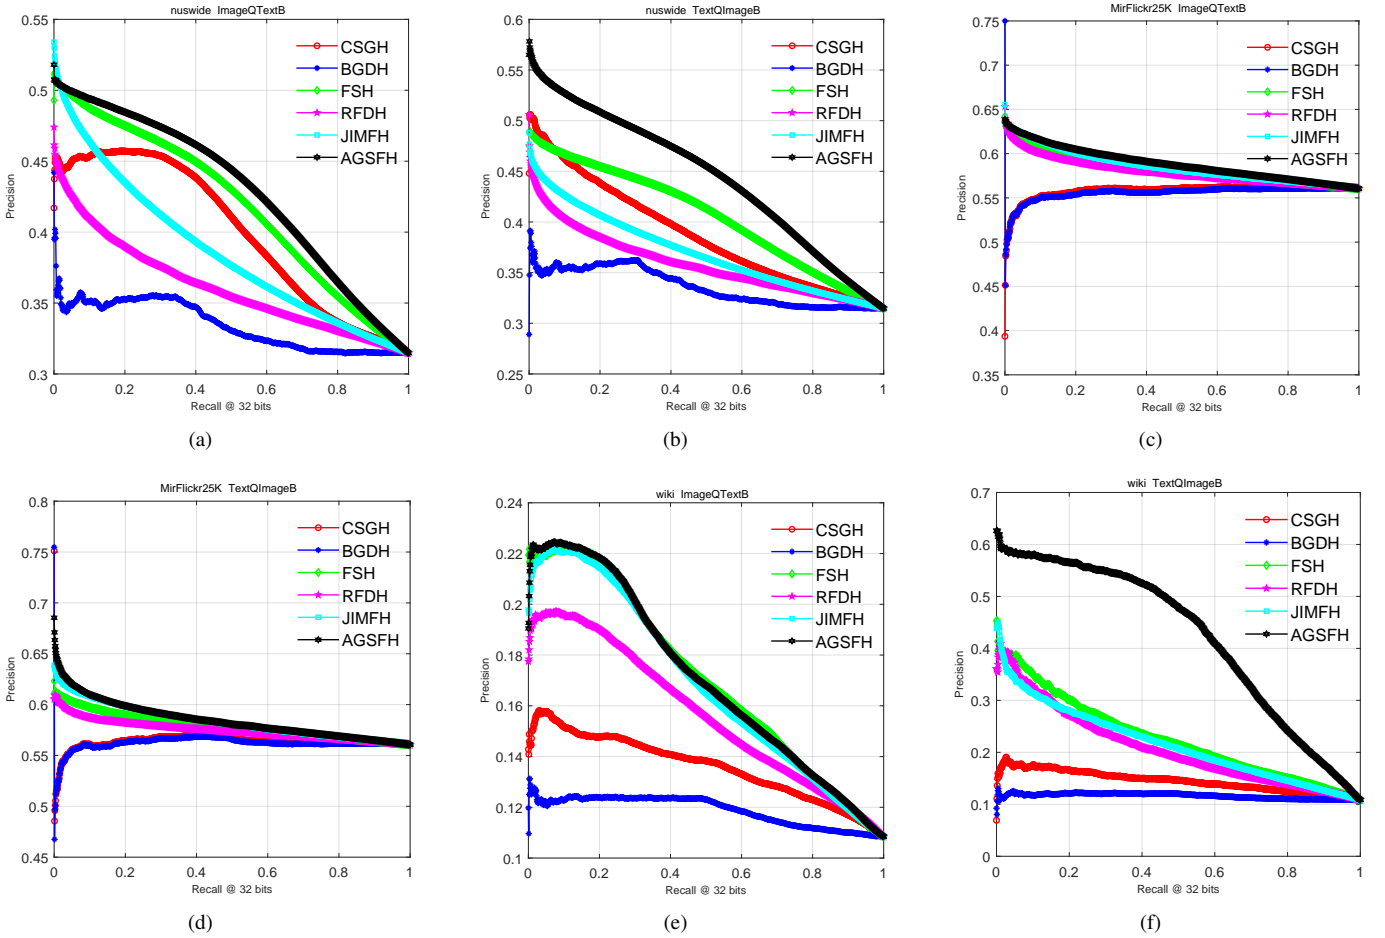 nuswide ImageQTextB
0.55
0.5
0.45
0.4
0.35
0.3
Precision
0 0.2 0.4 0.6 0.8 1
Recall @ 32 bits
CSGH
BGDH
FSH
RFDH
JIMFH
AGSFH
(a)
nuswide TextQImageB
0.6
0.55
0.5
0.45
0.4
0.35
0.3
0.25
Precision
0 0.2 0.4 0.6 0.8 1
Recall @ 32 bits
CSGH
BGDH
FSH
RFDH
JIMFH
AGSFH
(b)
MirFlickr25K ImageQTextB
0.75
0.7
0.65
0.6
0.55
0.5
0.45
0.4
0.35
Precision
0 0.2 0.4 0.6 0.8 1
Recall @ 32 bits
CSGH
BGDH
FSH
RFDH
JIMFH
AGSFH
(c)
MirFlickr25K TextQImageB
0.8
0.75
0.7
0.65
0.6
0.55
0.5
0.45
Precision
0 0.2 0.4 0.6 0.8 1
Recall @ 32 bits
CSGH
BGDH
FSH
RFDH
JIMFH
AGSFH
(d)
wiki ImageQTextB
0.24
0.22
0.2
0.18
0.16
0.14
0.12
0.1
Precision
0 0.2 0.4 0.6 0.8 1
Recall @ 32 bits
CSGH
BGDH
FSH
RFDH
JIMFH
AGSFH
(e)
wiki TextQImageB
0.7
0.6
0.5
0.4
0.3
0.2
0.1
0
Precision
0 0.2 0.4 0.6 0.8 1
Recall @ 32 bits
CSGH
BGDH
FSH
RFDH
JIMFH
AGSFH
(f)